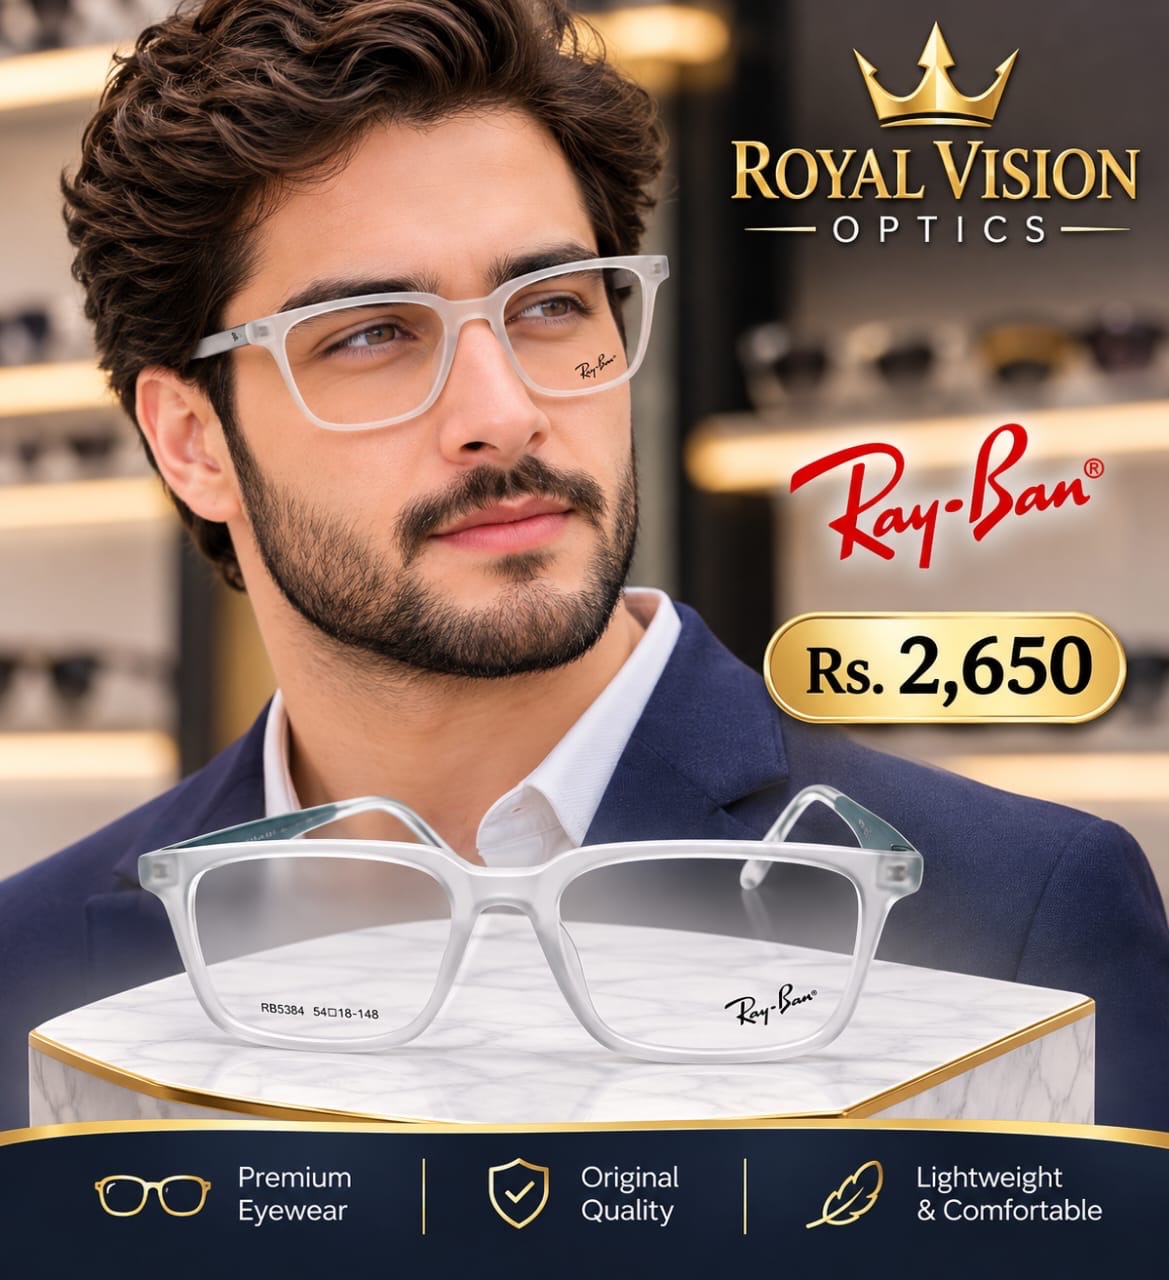 ROYAL VISION
OPTICS
Ray-Ban
Ray-Ban®
Rs. 2,650
RB5384 54□18-148
Ray-Ban®
Premium
Eyewear
Original
Quality
Lightweight
& Comfortable